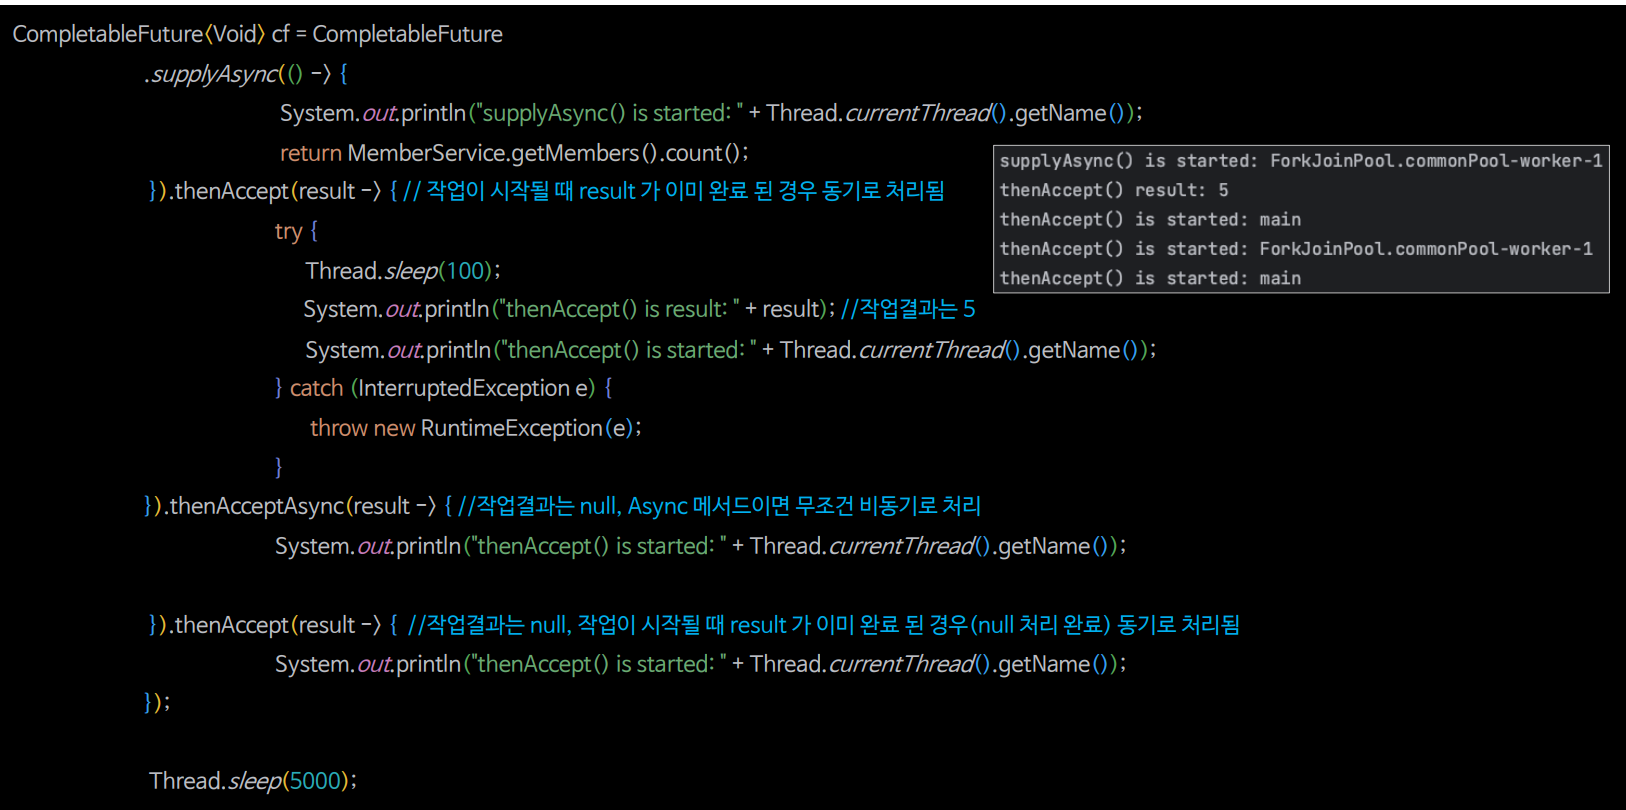 CompletableFuture<Void> cf = CompletableFuture
.supplyAsync(() -> {
System.out.println("supplyAsync() is started: " + Thread.currentThread().getName());
return MemberService.getMembers().count();
}).thenAccept(result -> { // 작업이 시작될 때 result 가 이미 완료 된 경우 동기로 처리됨
try {
Thread.sleep(100);
System.out.println("thenAccept() is result: " + result); //작업결과는 5
System.out.println("thenAccept() is started: " + Thread.currentThread().getName());
} catch (InterruptedException e) {
throw new RuntimeException(e);
}
}).thenAcceptAsync(result -> { //작업결과는 null, Async 메서드이면 무조건 비동기로 처리
System.out.println("thenAccept() is started: " + Thread.currentThread().getName());
}).thenAccept(result -> { //작업결과는 null, 작업이 시작될 때 result 가 이미 완료 된 경우(null 처리 완료) 동기로 처리됨
System.out.println("thenAccept() is started: " + Thread.currentThread().getName());
});
Thread.sleep(5000);
supplyAsync() is started: ForkJoinPool.commonPool-worker-1
thenAccept() result: 5
thenAccept() is started: main
thenAccept() is started: ForkJoinPool.commonPool-worker-1
thenAccept() is started: main